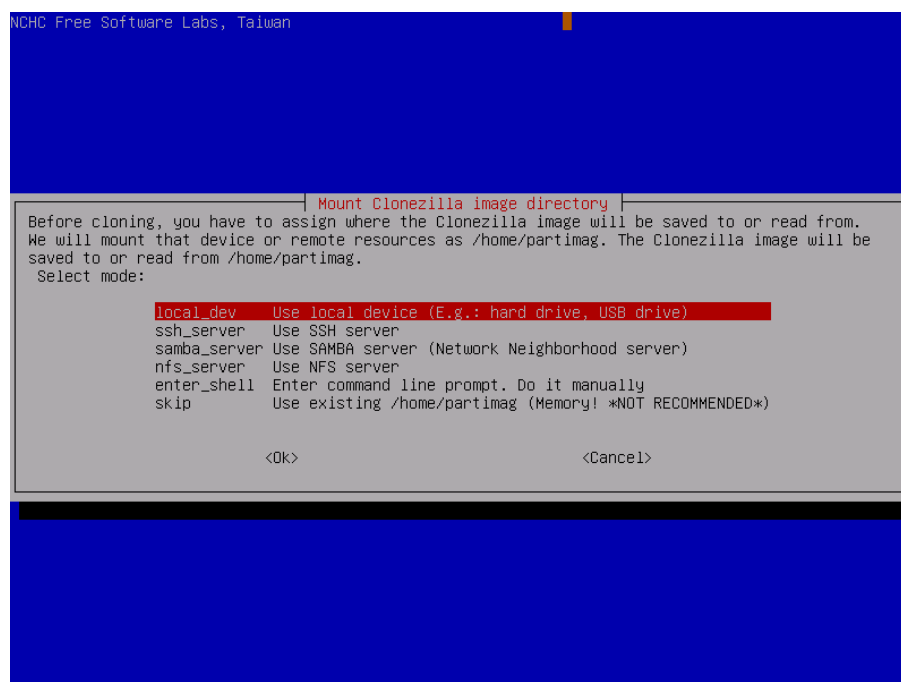 NCHC Free Software Labs, Taiwan
Mount Clonezilla image directory
Before cloning, you have to assign where the Clonezilla image will be saved to or read from.
We will mount that device or remote resources as /home/partimag. The Clonezilla image will be
saved to or read from /home/partimag.
Select mode:
local_dev Use local device (E.g.: hard drive, USB drive)
ssh_server Use SSH server
samba_server Use SAMBA server (Network Neighborhood server)
nfs_server Use NFS server
enter_shell Enter command line prompt. Do it manually
skip Use existing /home/partimag (Memory! *NOT RECOMMENDED*)
<Ok> <Cancel>